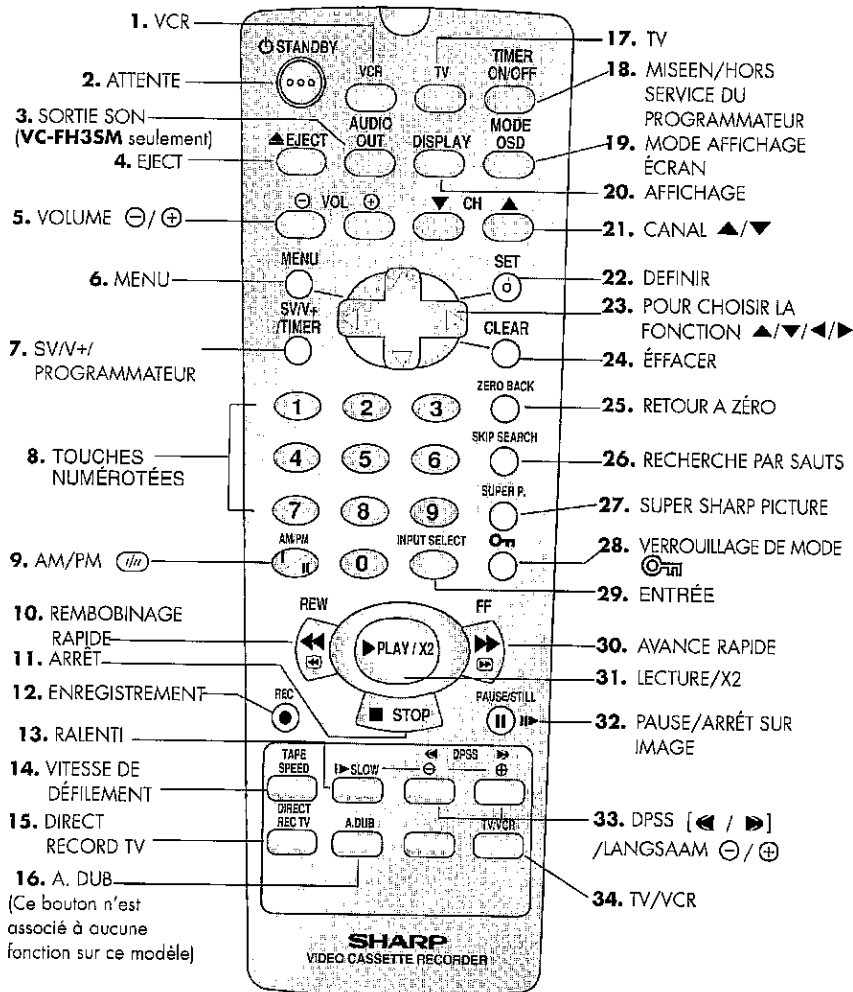 1. VCR
2. ATTENTE
3. SORTIE SON
(VC-FH3SM seulement)
4. EJECT
5. VOLUME ⊖/⊕
6. MENU
7. SV/V+/
PROGRAMMATEUR
8. TOUCHES
NUMÉROTÉES
9. AM/PM (I/II)
10. REMBOBINAGE
RAPIDE
11. ARRÊT
12. ENREGISTREMENT
13. RALENTI
14. VITESSE DE
DÉFILEMENT
15. DIRECT
RECORD TV
16. A. DUB
(Ce bouton n'est
associé à aucune
fonction sur ce modèle)
STANDBY
VCR
TV
TIMER
ON/OFF
EJECT
AUDIO
OUT
DISPLAY
MODE
OSD
⊖ VOL ⊕
▼ CH ▲
MENU
SET
SV/V+
/TIMER
CLEAR
1 2 3
ZERO BACK
4 5 6
SKIP SEARCH
7 8 9
SUPER P.
AM/PM
I II
0
INPUT SELECT
REW
FF
▶PLAY/X2
REC
■ STOP
PAUSE/STILL
TAPE
SPEED
SLOW
⊖ DPSS ⊕
DIRECT
REC TV
A.DUB
TV/VCR
SHARP
VIDEO CASSETTE RECORDER
17. TV
18. MISEEN/HORS
SERVICE DU
PROGRAMMATEUR
19. MODE AFFICHAGE
ÉCRAN
20. AFFICHAGE
21. CANAL ▲/▼
22. DEFINIR
23. POUR CHOISIR LA
FONCTION ▲/▼/◀/▶
24. ÉFFACER
25. RETOUR A ZÉRO
26. RECHERCHE PAR SAUTS
27. SUPER SHARP PICTURE
28. VERROUILLAGE DE MODE
29. ENTRÉE
30. AVANCE RAPIDE
31. LECTURE/X2
32. PAUSE/ARRÊT SUR
IMAGE
33. DPSS [◀◀ / ▶▶]
/LANGSAAM ⊖/⊕
34. TV/VCR